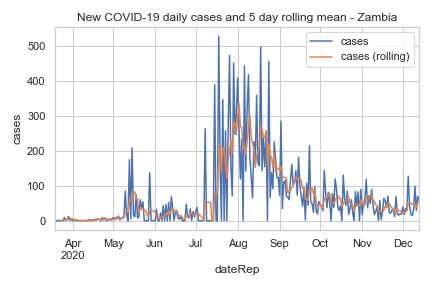 New COVID-19 daily cases and 5 day rolling mean - Zambia
cases
cases (rolling)
500
400
300
200
100
0
cases
Apr May Jun Jul Aug Sep Oct Nov Dec
2020
dateRep